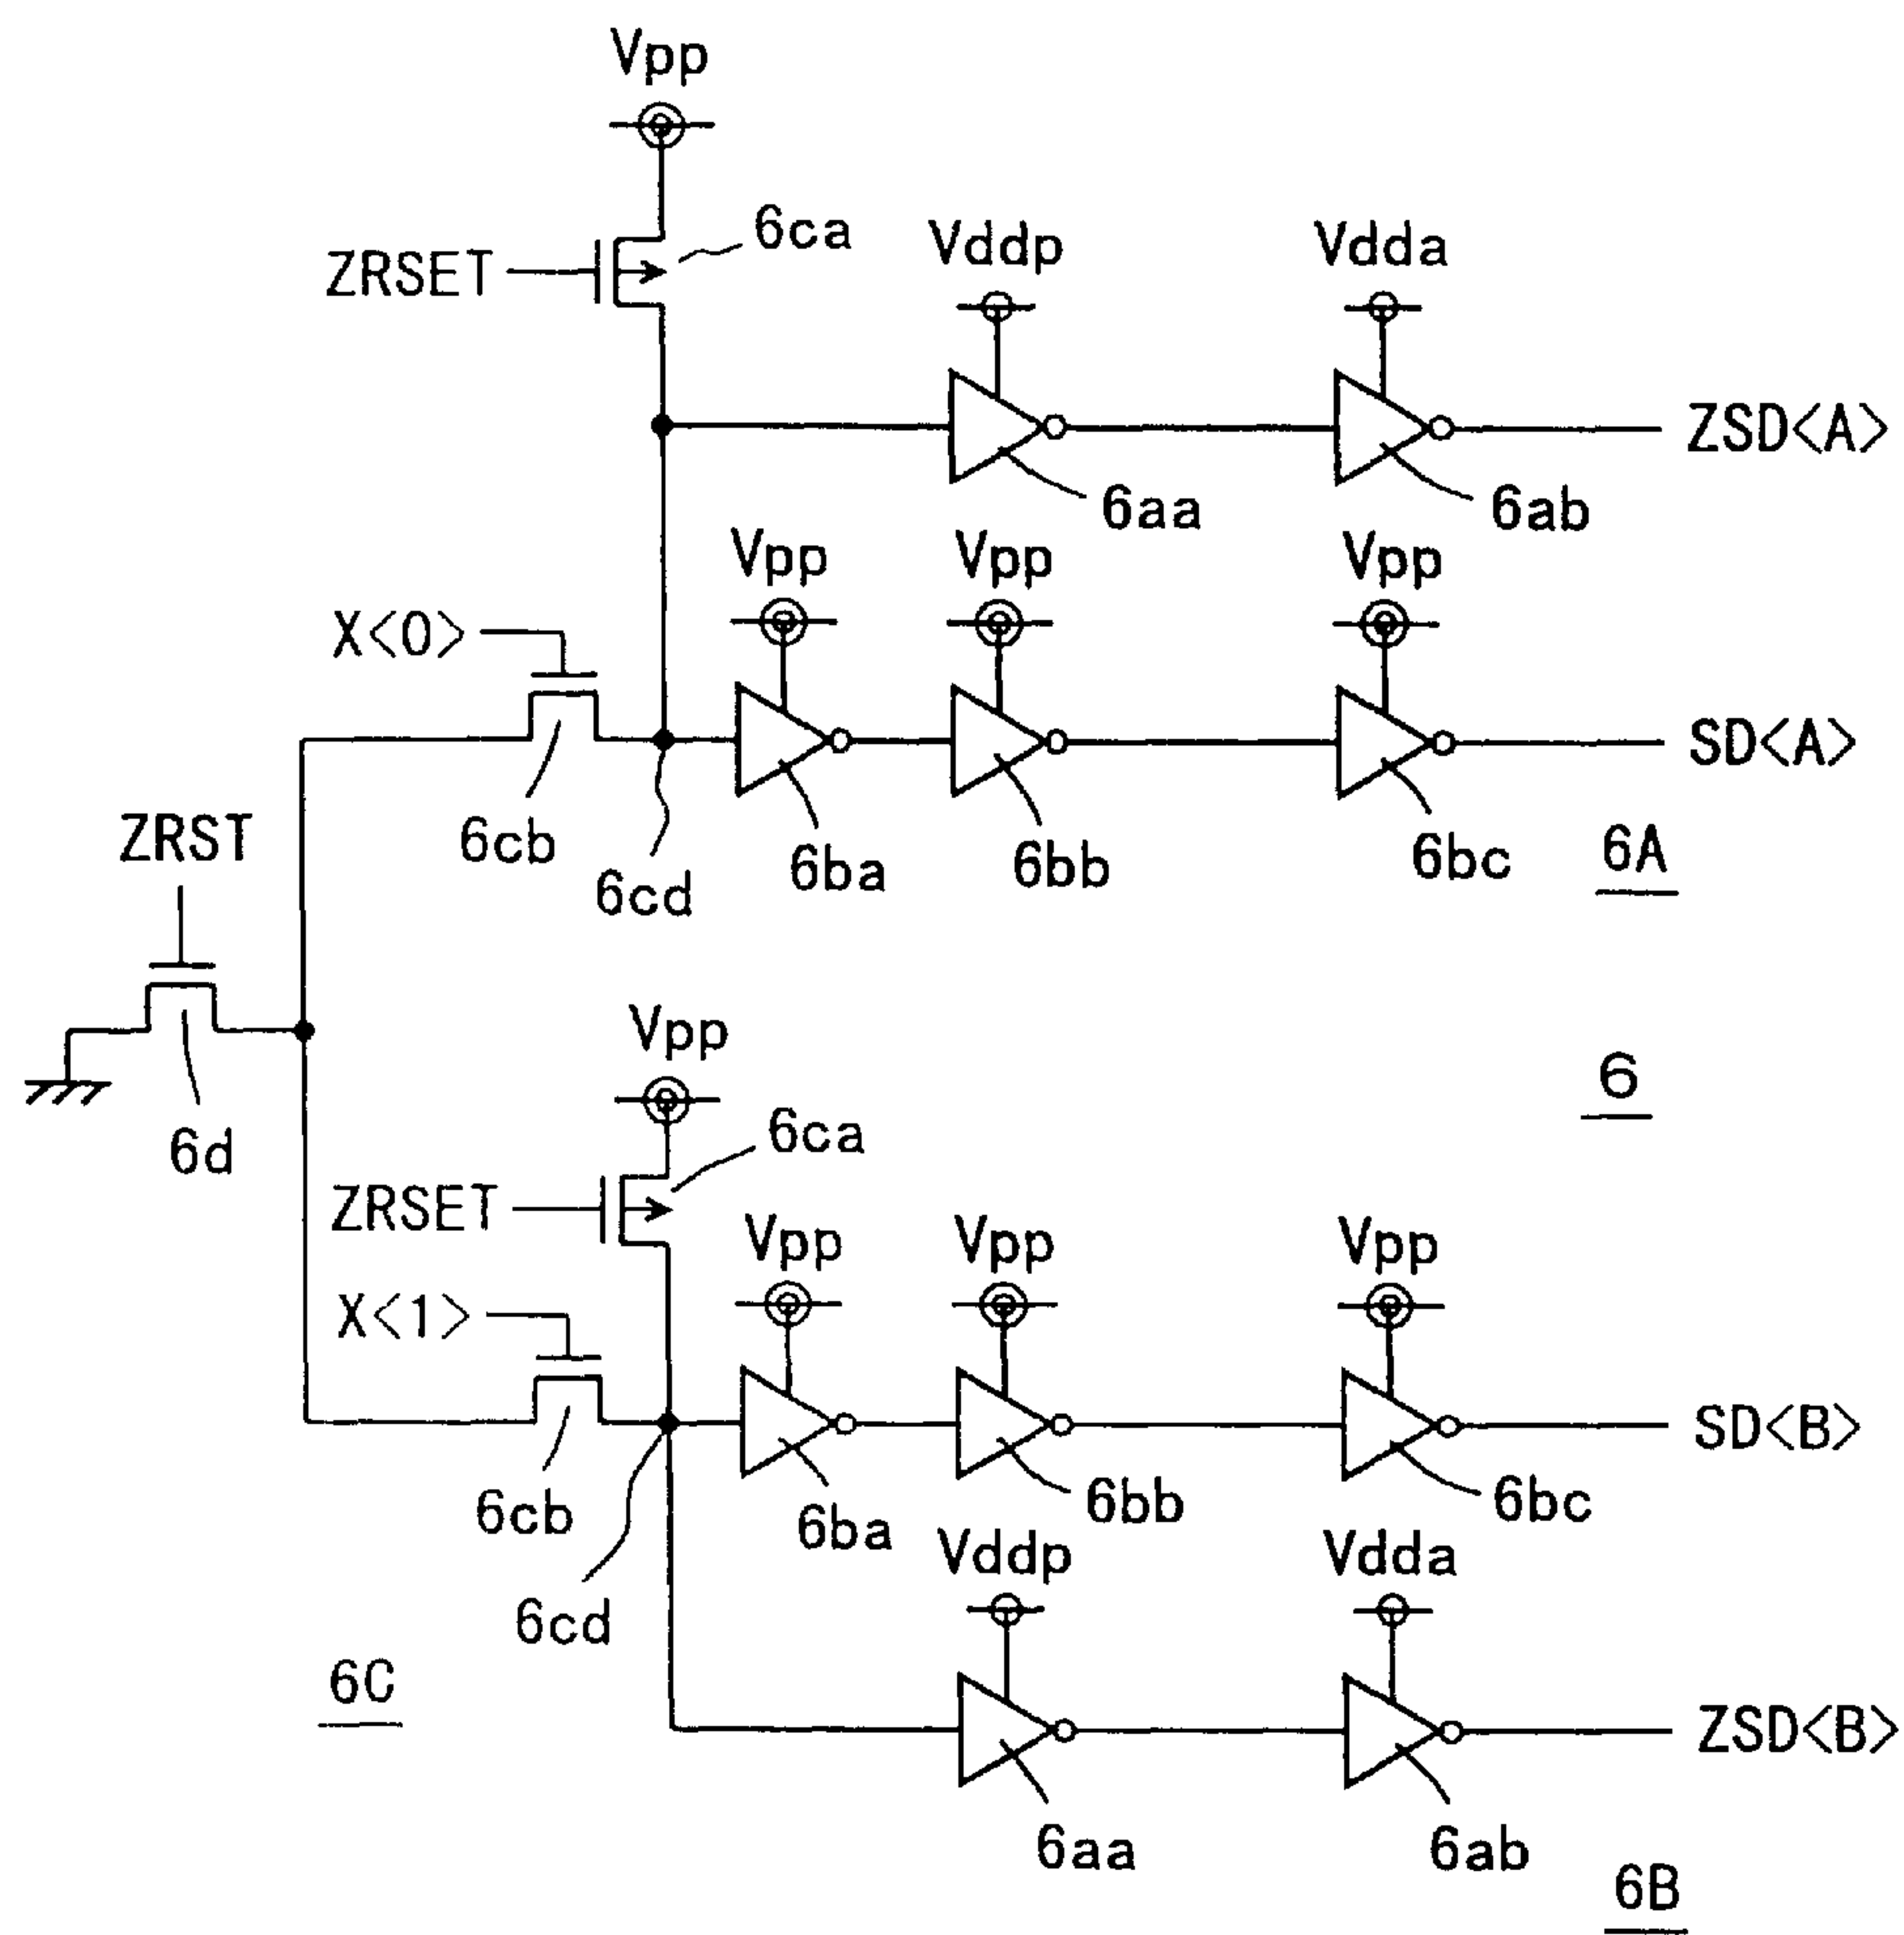 Vpp
ZRSET
6ca
Vddp
Vdda
ZSD<A>
6aa
6ab
Vpp
Vpp
Vpp
X<0>
SD<A>
6cb
6cd
6ba
6bb
6bc
6A
ZRST
6d
Vpp
6
6ca
ZRSET
Vpp
Vpp
Vpp
X<1>
SD<B>
6cb
6cd
6ba
6bb
6bc
Vddp
Vdda
6C
ZSD<B>
6aa
6ab
6B